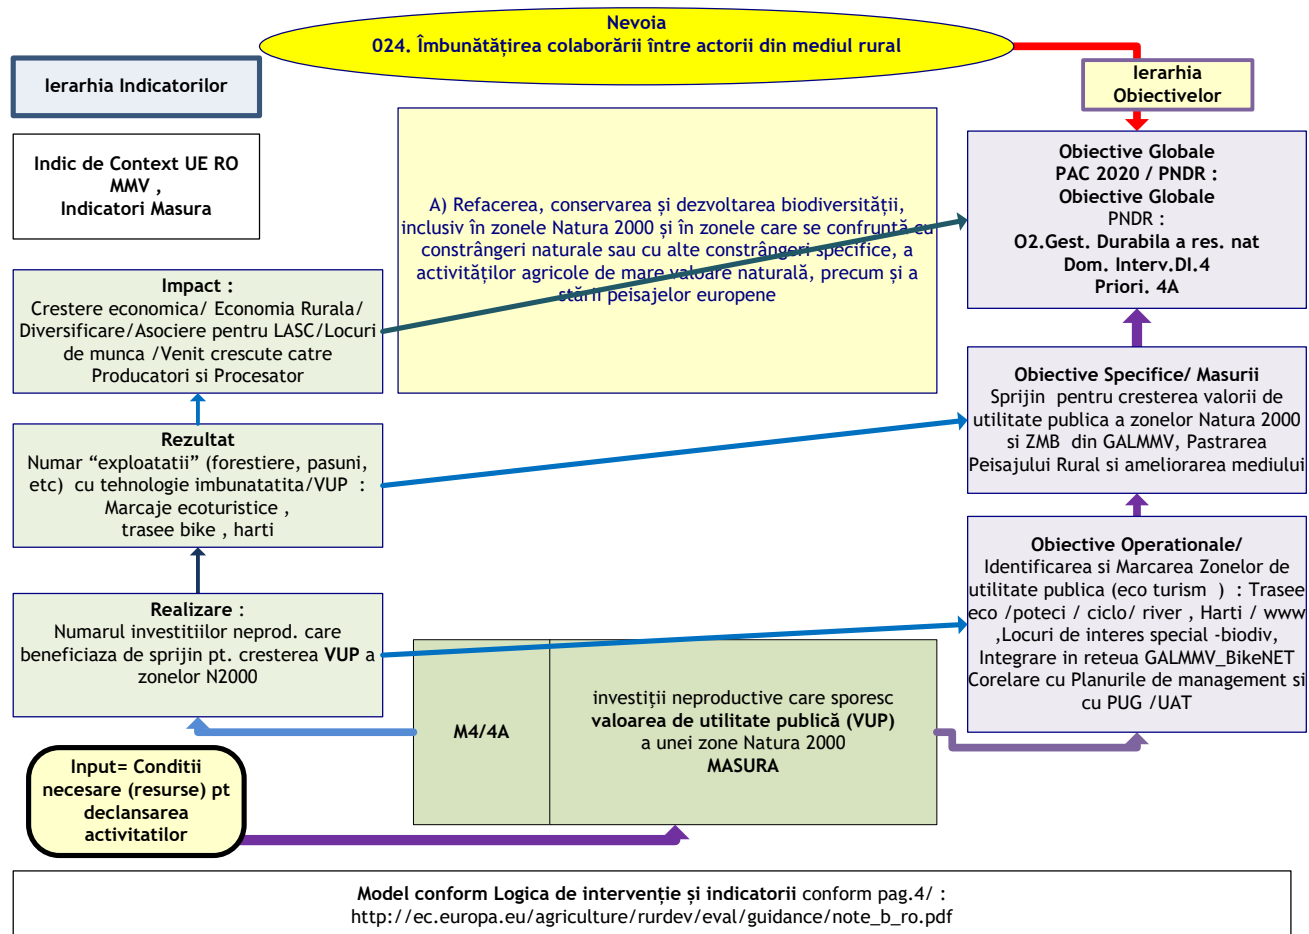 Nevoia
024. Îmbunătățirea colaborării între actorii din mediul rural
Ierarhia Indicatorilor
Ierarhia
Obiectivelor
Indic de Context UE RO
MMV ,
Indicatori Masura
A) Refacerea, conservarea și dezvoltarea biodiversității,
inclusiv în zonele Natura 2000 și în zonele care se confruntă cu
constrângeri naturale sau cu alte constrângeri specifice, a
activităților agricole de mare valoare naturală, precum și a
stării peisajelor europene
Obiective Globale
PAC 2020 / PNDR :
Obiective Globale
PNDR :
O2.Gest. Durabila a res. nat
Dom. Interv.DI.4
Priori. 4A
Impact :
Crestere economica/ Economia Rurala/
Diversificare/Asociere pentru LASC/Locuri
de munca /Venit crescute catre
Producatori si Procesator
Obiective Specifice/ Masurii
Sprijin pentru cresterea valorii de
utilitate publica a zonelor Natura 2000
si ZMB din GALMMV, Pastrarea
Peisajului Rural si ameliorarea mediului
Rezultat
Numar “exploatatii” (forestiere, pasuni,
etc) cu tehnologie imbunatatita/VUP :
Marcaje ecoturistice ,
trasee bike , harti
Obiective Operationale/
Identificarea si Marcarea Zonelor de
utilitate publica (eco turism ) : Trasee
eco /poteci / ciclo/ river , Harti / www
,Locuri de interes special -biodiv,
Integrare in reteua GALMMV_BikeNET
Corelare cu Planurile de management si
cu PUG /UAT
Realizare :
Numarul investitiilor neprod. care
beneficiaza de sprijin pt. cresterea VUP a
zonelor N2000
M4/4A
investiții neproductive care sporesc
valoarea de utilitate publică (VUP)
a unei zone Natura 2000
MASURA
Input= Conditii
necesare (resurse) pt
declansarea
activitatilor
Model conform Logica de intervenție și indicatorii conform pag.4/ :
http://ec.europa.eu/agriculture/rurdev/eval/guidance/note_b_ro.pdf